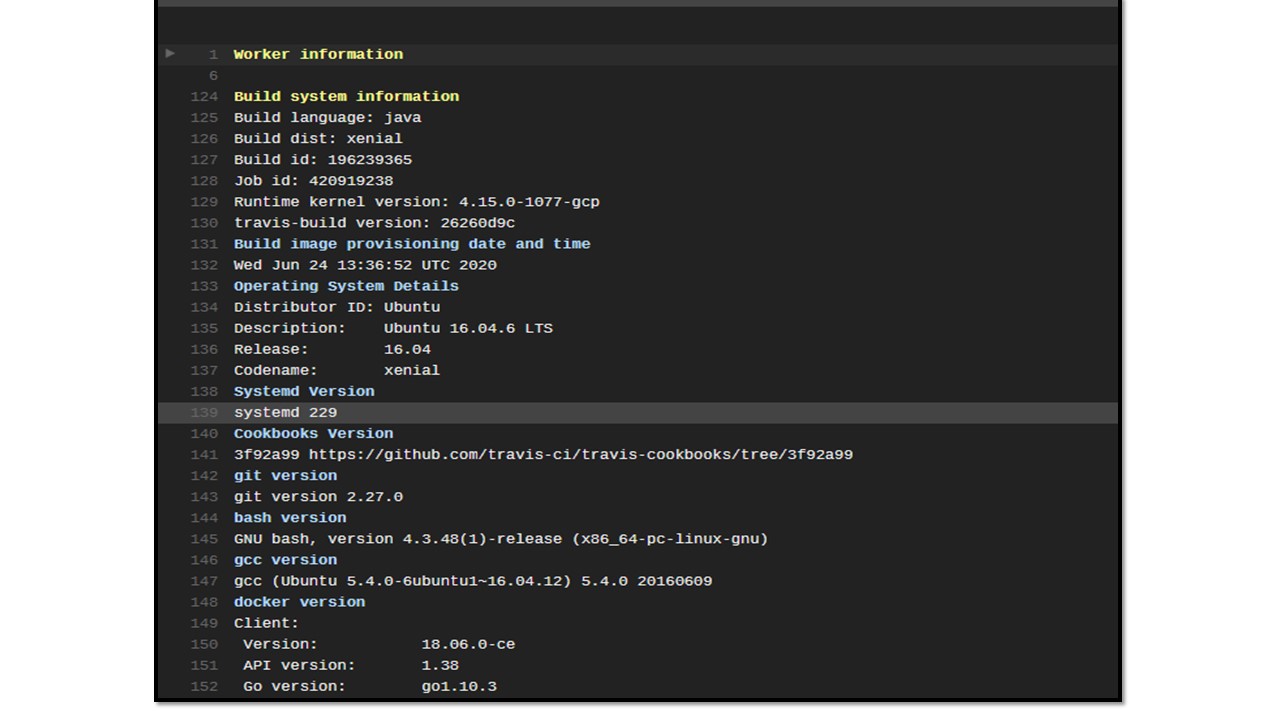 1 Worker information
6
124 Build system information
125 Build language: java
126 Build dist: xenial
127 Build id: 196239365
128 Job id: 420919238
129 Runtime kernel version: 4.15.0-1077-gcp
130 travis-build version: 26260d9c
131 Build image provisioning date and time
132 Wed Jun 24 13:36:52 UTC 2020
133 Operating System Details
134 Distributor ID: Ubuntu
135 Description:    Ubuntu 16.04.6 LTS
136 Release:        16.04
137 Codename:       xenial
138 Systemd Version
139 systemd 229
140 Cookbooks Version
141 3f92a99 https://github.com/travis-ci/travis-cookbooks/tree/3f92a99
142 git version
143 git version 2.27.0
144 bash version
145 GNU bash, version 4.3.48(1)-release (x86_64-pc-linux-gnu)
146 gcc version
147 gcc (Ubuntu 5.4.0-6ubuntu1~16.04.12) 5.4.0 20160609
148 docker version
149 Client:
150  Version:           18.06.0-ce
151  API version:       1.38
152  Go version:        go1.10.3